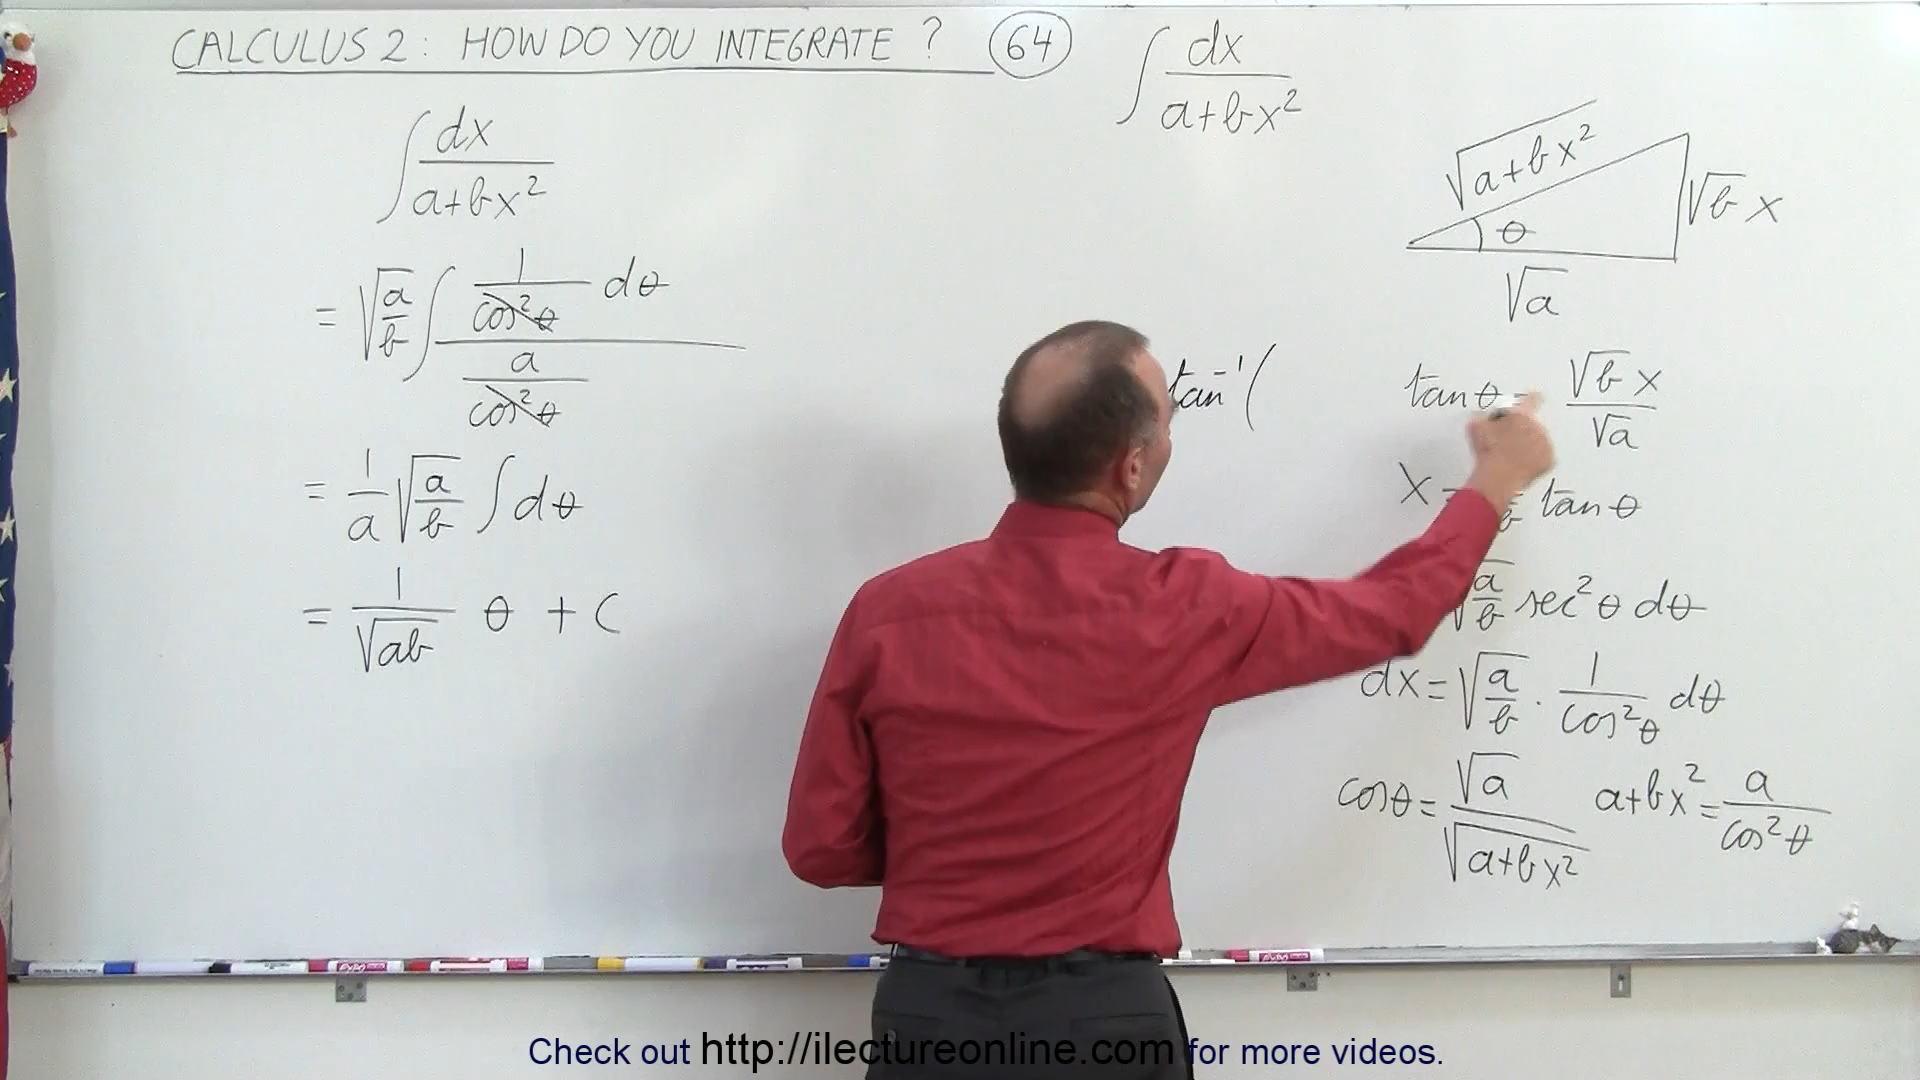 CALCULUS 2: HOW DO YOU INTEGRATE? 64
∫ dx / (a+bx²)
= √(a/b) ∫ (1/cos²θ) dθ / (a/cos²θ)
= 1/a √(a/b) ∫ dθ
= 1/√(ab) θ + C
∫ dx / (a+bx²)
√(a+bx²)
√b x
θ
√a
tan⁻¹(
tanθ = √b x / √a
x = tanθ
√(a/b) sec²θ dθ
dx = √(a/b) · 1/cos²θ dθ
cosθ = √a / √(a+bx²)
a+bx² = a/cos²θ
EXPO
Check out http://ilectureonline.com for more videos.